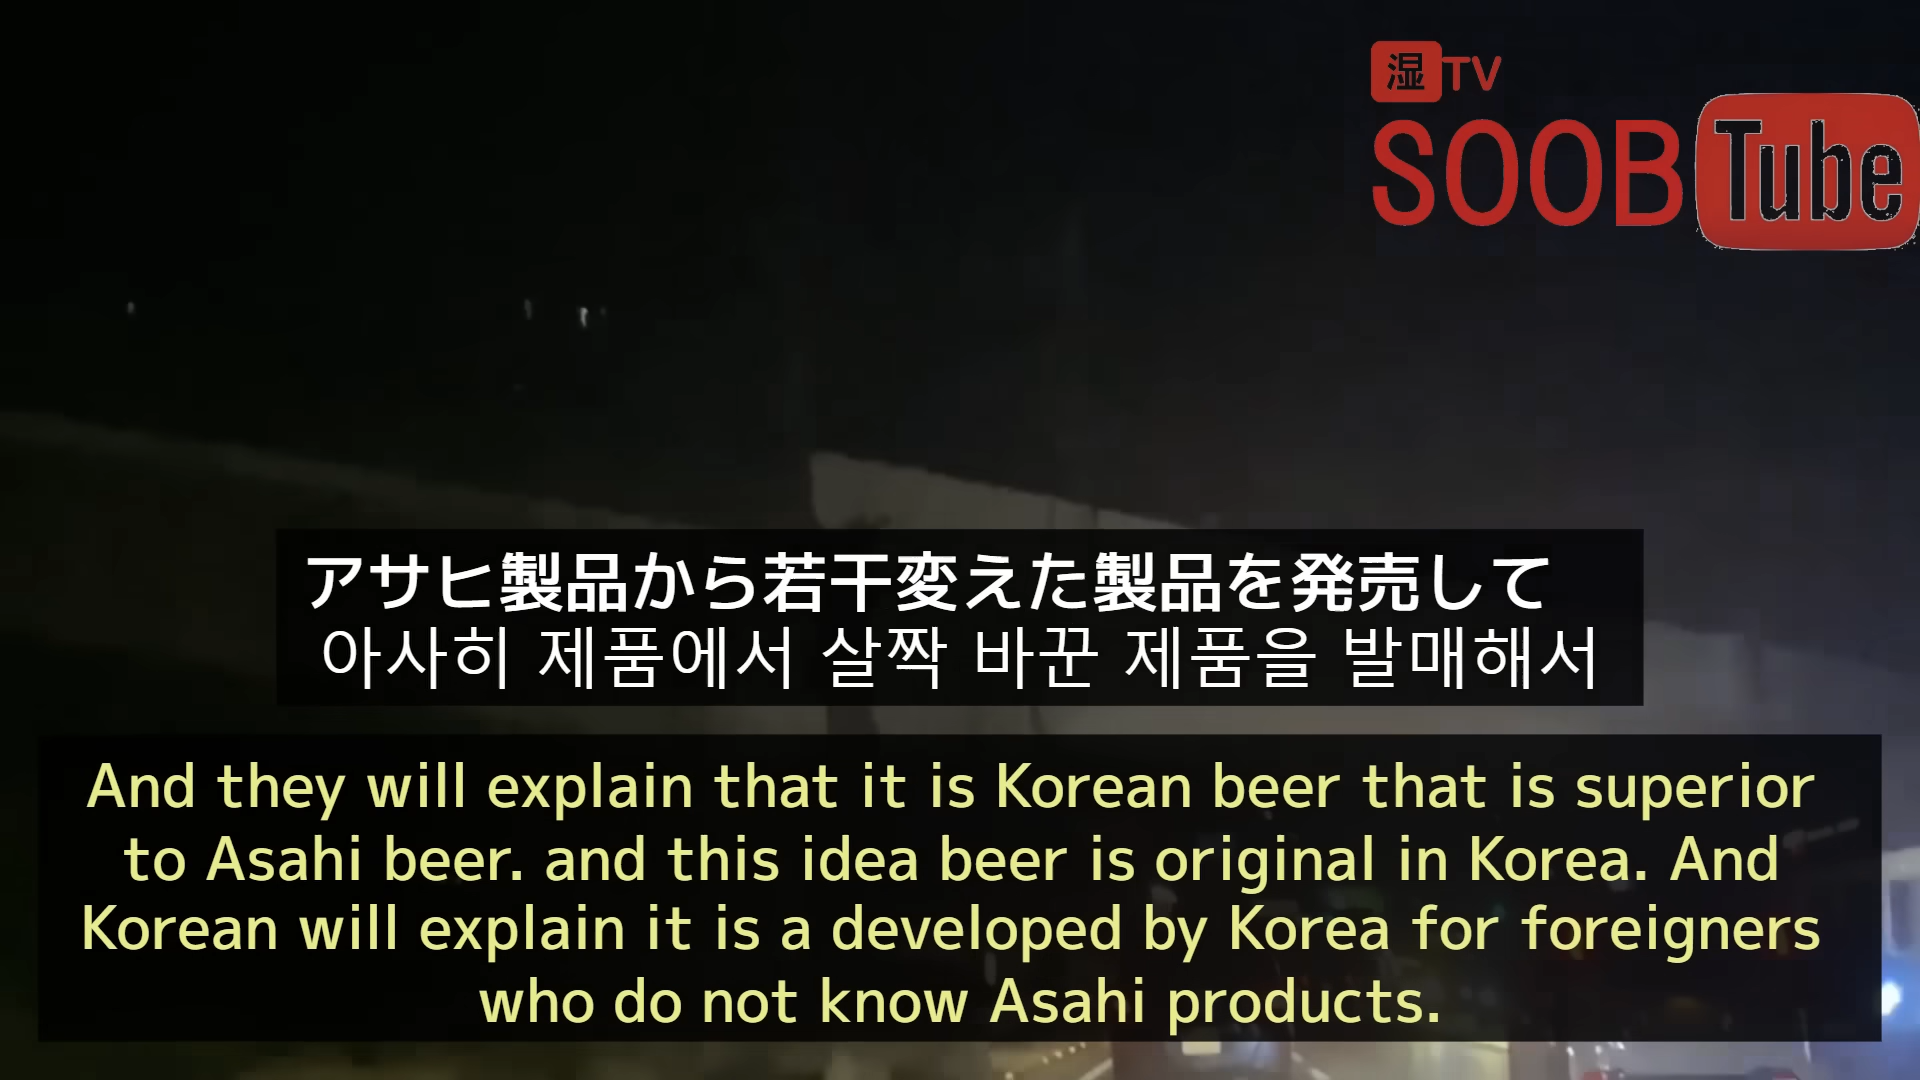 湿TV
SOOBTube
アサヒ製品から若干変えた製品を発売して
아사히 제품에서 살짝 바꾼 제품을 발매해서
And they will explain that it is Korean beer that is superior
to Asahi beer. and this idea beer is original in Korea. And
Korean will explain it is a developed by Korea for foreigners
who do not know Asahi products.